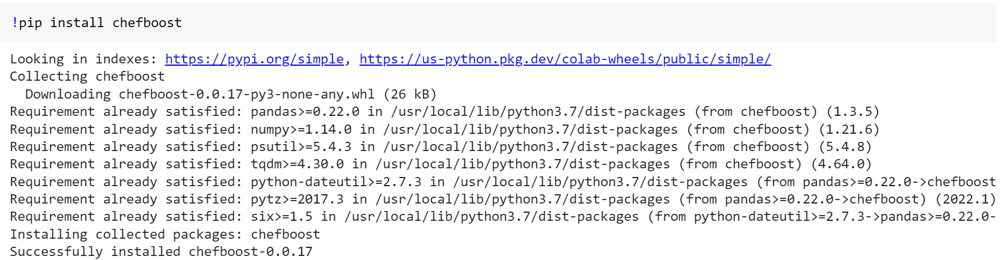 !pip install chefboost
Looking in indexes: https://pypi.org/simple, https://us-python.pkg.dev/colab-wheels/public/simple/
Collecting chefboost
Downloading chefboost-0.0.17-py3-none-any.whl (26 kB)
Requirement already satisfied: pandas>=0.22.0 in /usr/local/lib/python3.7/dist-packages (from chefboost) (1.3.5)
Requirement already satisfied: numpy>=1.14.0 in /usr/local/lib/python3.7/dist-packages (from chefboost) (1.21.6)
Requirement already satisfied: psutil>=5.4.3 in /usr/local/lib/python3.7/dist-packages (from chefboost) (5.4.8)
Requirement already satisfied: tqdm>=4.30.0 in /usr/local/lib/python3.7/dist-packages (from chefboost) (4.64.0)
Requirement already satisfied: python-dateutil>=2.7.3 in /usr/local/lib/python3.7/dist-packages (from pandas>=0.22.0->chefboost
Requirement already satisfied: pytz>=2017.3 in /usr/local/lib/python3.7/dist-packages (from pandas>=0.22.0->chefboost) (2022.1)
Requirement already satisfied: six>=1.5 in /usr/local/lib/python3.7/dist-packages (from python-dateutil>=2.7.3->pandas>=0.22.0-
Installing collected packages: chefboost
Successfully installed chefboost-0.0.17